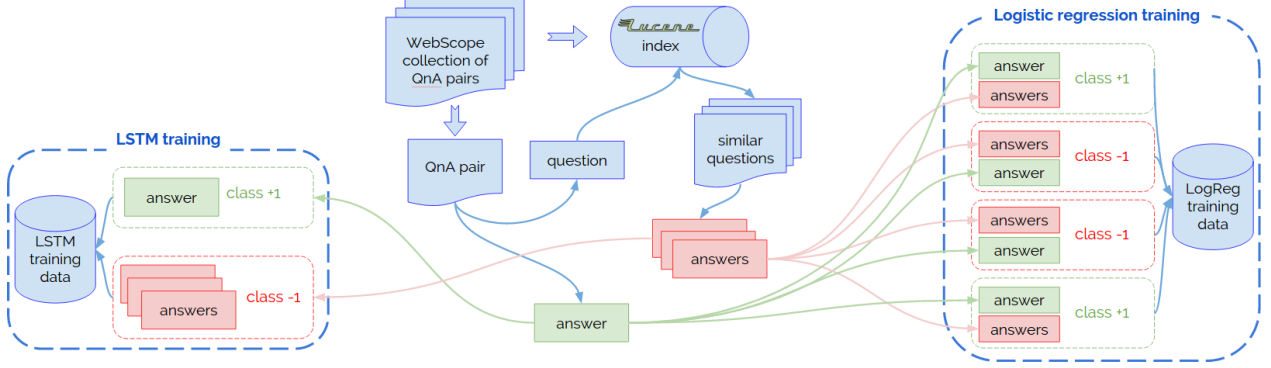 WebScope
collection of
QnA pairs
Lucene
index
Logistic regression training
answer
answers
class +1
answers
answer
class -1
answers
answer
class -1
answer
answers
class +1
LogReg
training
data
similar
questions
question
QnA pair
LSTM training
answer
class +1
LSTM
training
data
answers
class -1
answers
answer